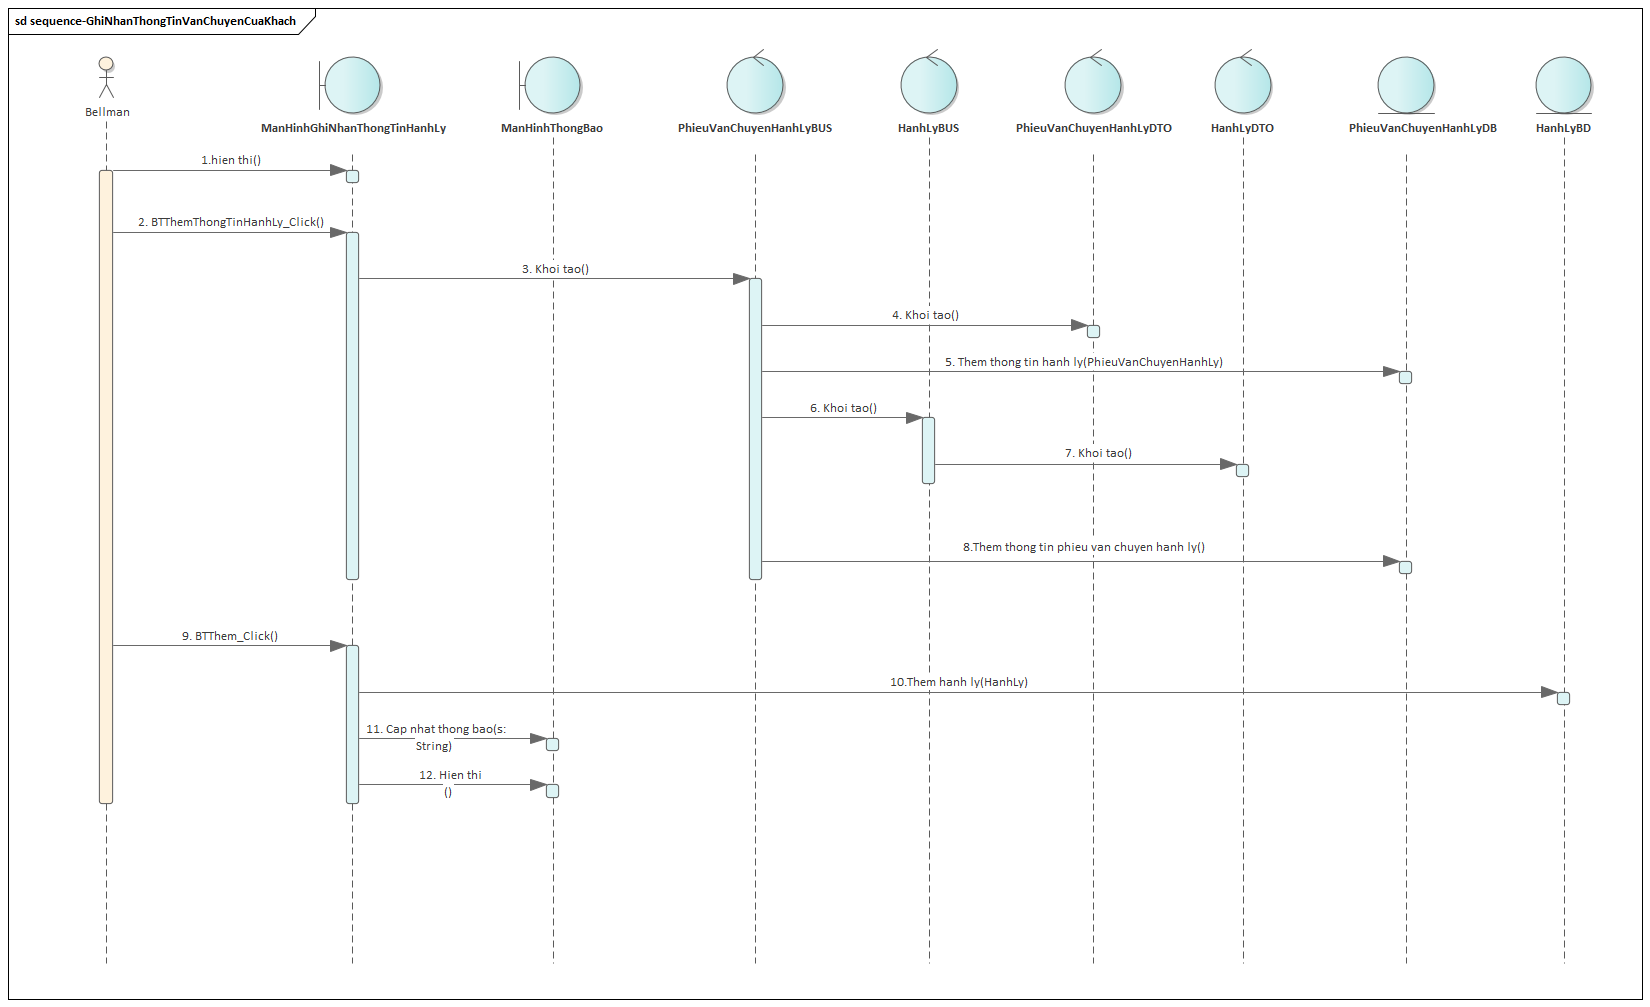 sd sequence-GhiNhanThongTinVanChuyenCuaKhach
Bellman
ManHinhGhiNhanThongTinHanhLy
ManHinhThongBao
PhieuVanChuyenHanhLyBUS
HanhLyBUS
PhieuVanChuyenHanhLyDTO
HanhLyDTO
PhieuVanChuyenHanhLyDB
HanhLyBD
1.hien thi()
2. BTThemThongTinHanhLy_Click()
3. Khoi tao()
4. Khoi tao()
5. Them thong tin hanh ly(PhieuVanChuyenHanhLy)
6. Khoi tao()
7. Khoi tao()
8.Them thong tin phieu van chuyen hanh ly()
9. BTThem_Click()
10.Them hanh ly(HanhLy)
11. Cap nhat thong bao(s:
String)
12. Hien thi
()